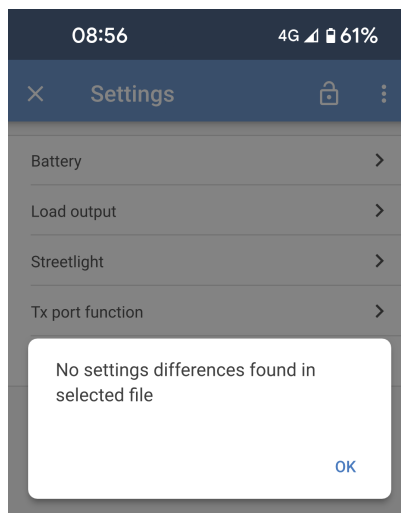 08:56 4G 61%
Settings
Battery
Load output
Streetlight
Tx port function
No settings differences found in
selected file
OK